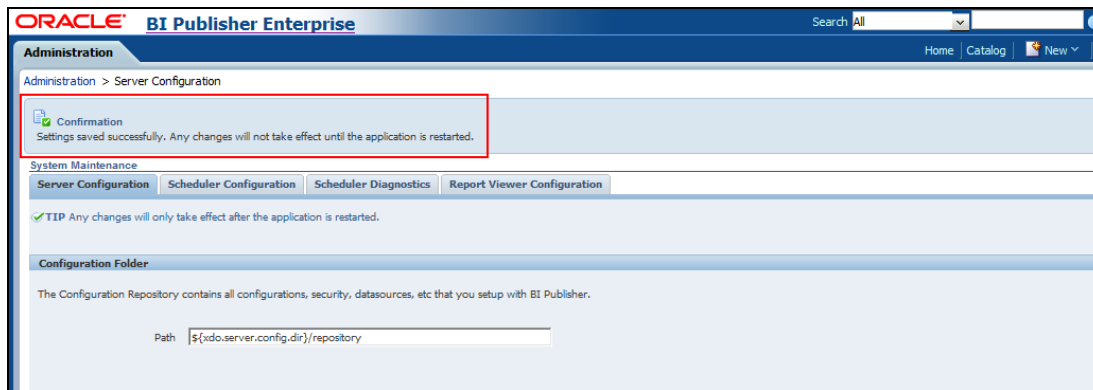 ORACLE BI Publisher Enterprise Search All
Administration Home Catalog New
Administration > Server Configuration
Confirmation
Settings saved successfully. Any changes will not take effect until the application is restarted.
System Maintenance
Server Configuration Scheduler Configuration Scheduler Diagnostics Report Viewer Configuration
TIP Any changes will only take effect after the application is restarted.
Configuration Folder
The Configuration Repository contains all configurations, security, datasources, etc that you setup with BI Publisher.
Path ${xdo.server.config.dir}/repository